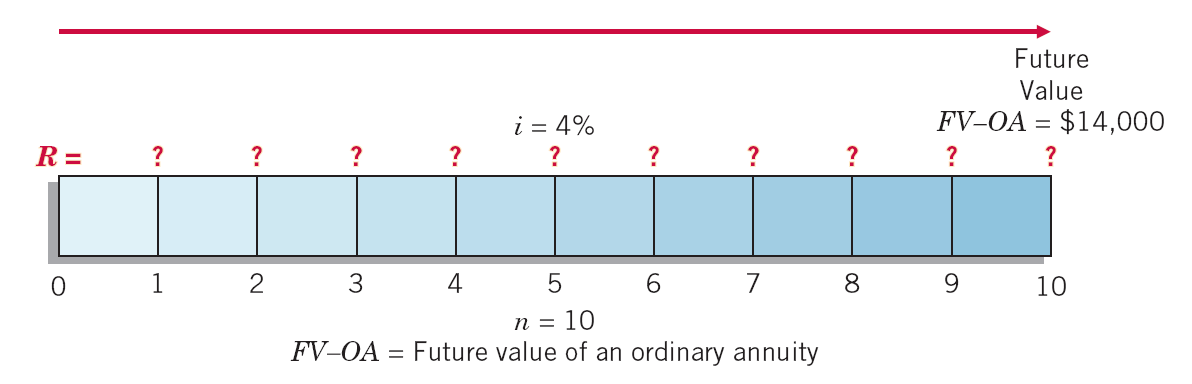 Future
Value
i = 4%
FV–OA = $14,000
R = ? ? ? ? ? ? ? ? ? ?
0 1 2 3 4 5 6 7 8 9 10
n = 10
FV–OA = Future value of an ordinary annuity